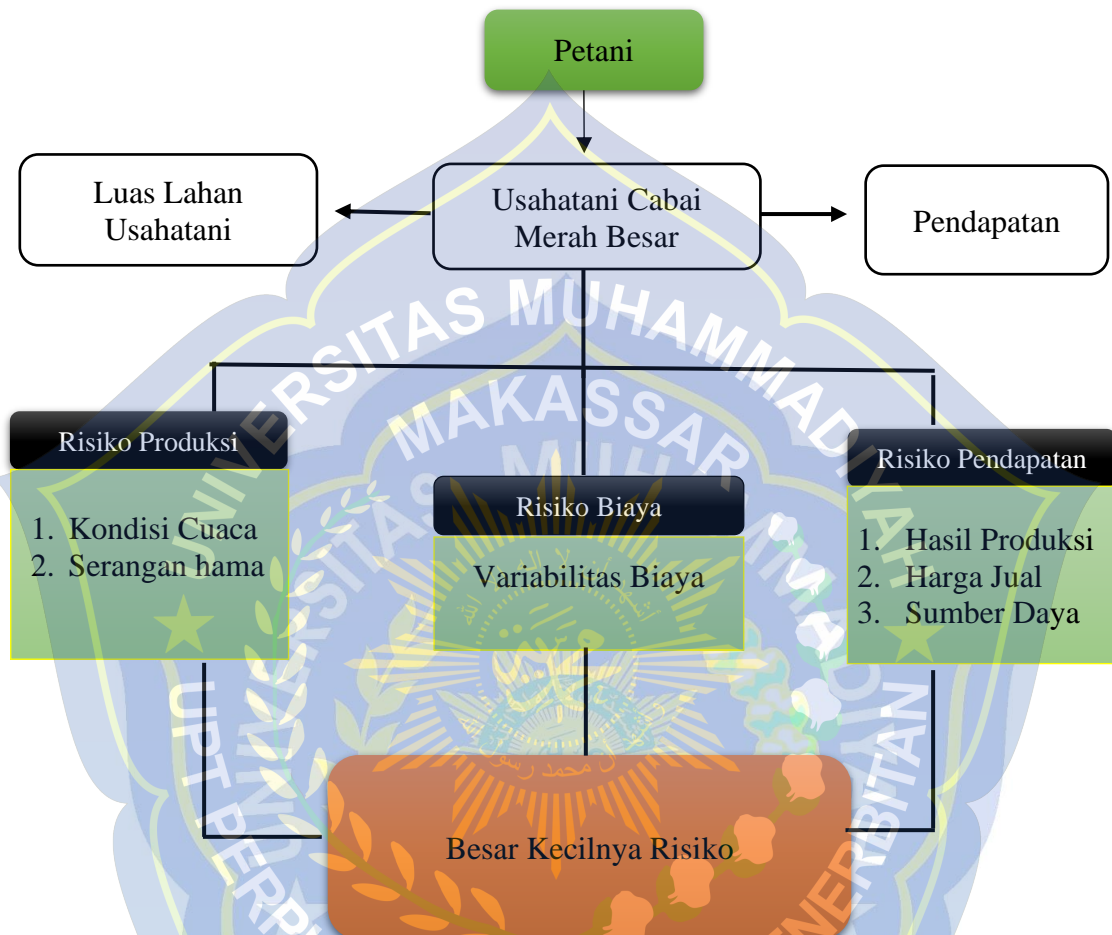 Petani
Luas Lahan
Usahatani
Usahatani Cabai
Merah Besar
Pendapatan
UNIVERSITAS MUHAMMADIYAH
MAKASSAR
Risiko Produksi
1. Kondisi Cuaca
2. Serangan hama
Risiko Biaya
Variabilitas Biaya
Risiko Pendapatan
1. Hasil Produksi
2. Harga Jual
3. Sumber Daya
Besar Kecilnya Risiko
UPT